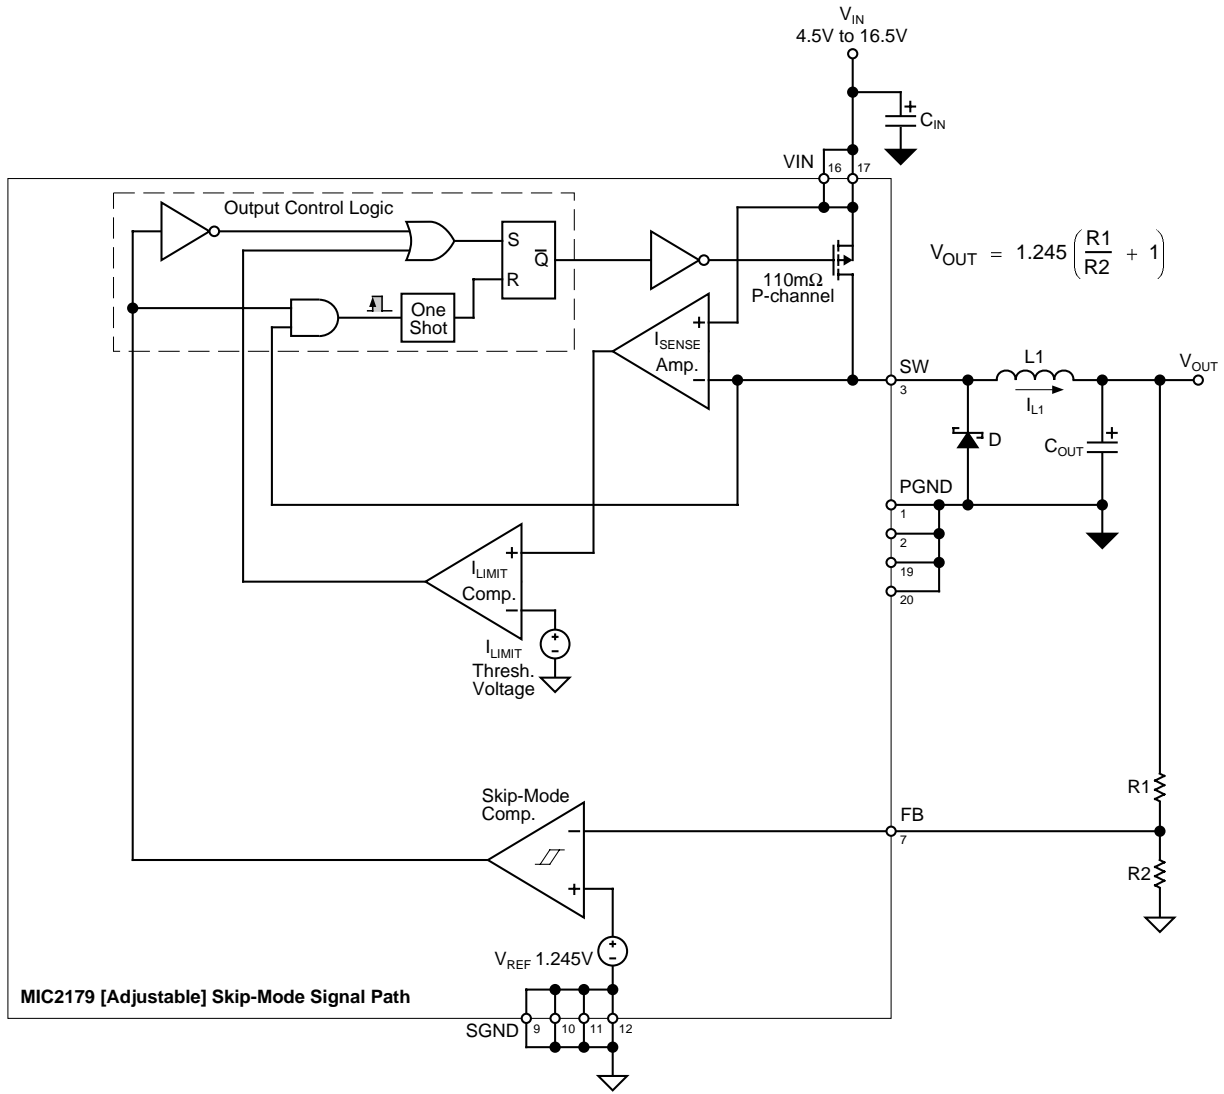 V_IN
4.5V to 16.5V
C_IN
VIN
16
17
Output Control Logic
S
Q̅
R
One
Shot
110mΩ
P-channel
V_OUT = 1.245 (R1/R2 + 1)
+
I_SENSE
Amp.
−
SW
3
L1
I_L1
V_OUT
D
+
C_OUT
PGND
1
2
19
20
+
I_LIMIT
Comp.
−
+
−
I_LIMIT
Thresh.
Voltage
Skip-Mode
Comp.
−
+
FB
7
R1
R2
+
−
V_REF 1.245V
MIC2179 [Adjustable] Skip-Mode Signal Path
SGND
9
10
11
12